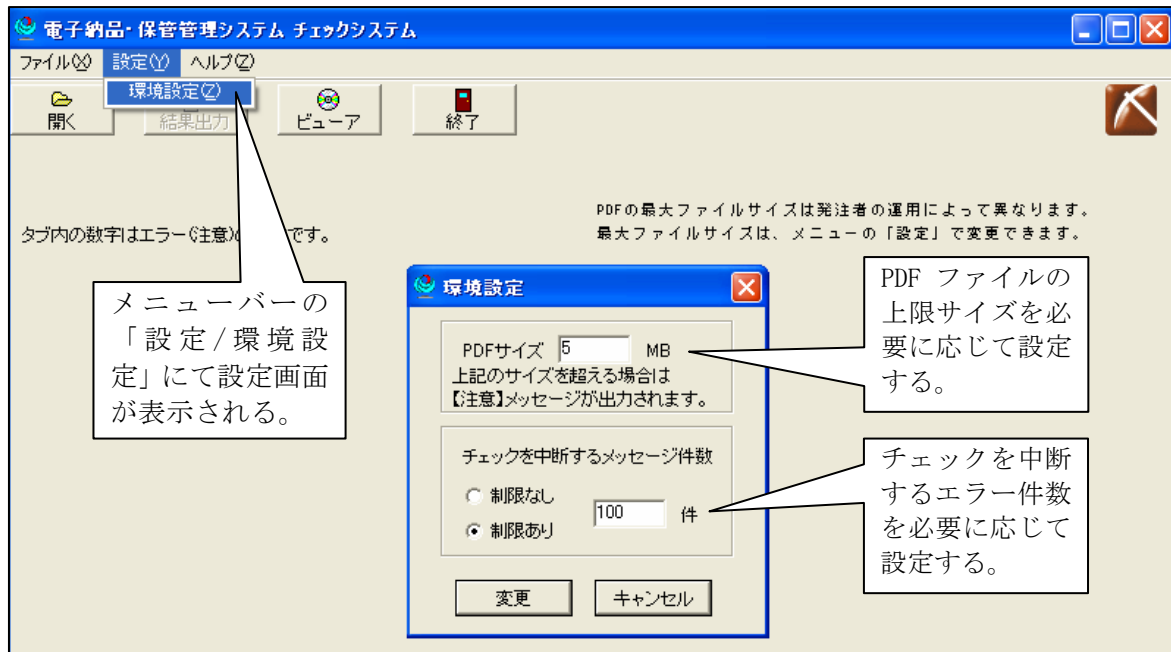 電子納品・保管管理システム チェックシステム
ファイル(X) 設定(Y) ヘルプ(Z)
環境設定(Z)
開く 結果出力 ビューア 終了
PDFの最大ファイルサイズは発注者の運用によって異なります。
最大ファイルサイズは、メニューの「設定」で変更できます。
タブ内の数字はエラー(注意)の です。
メニューバーの
「設定/環境設
定」にて設定画面
が表示される。
環境設定
PDFサイズ 5 MB
上記のサイズを超える場合は
【注意】メッセージが出力されます。
チェックを中断するメッセージ件数
制限なし
100 件
制限あり
変更 キャンセル
PDF ファイルの
上限サイズを必
要に応じて設定
する。
チェックを中断
するエラー件数
を必要に応じて
設定する。